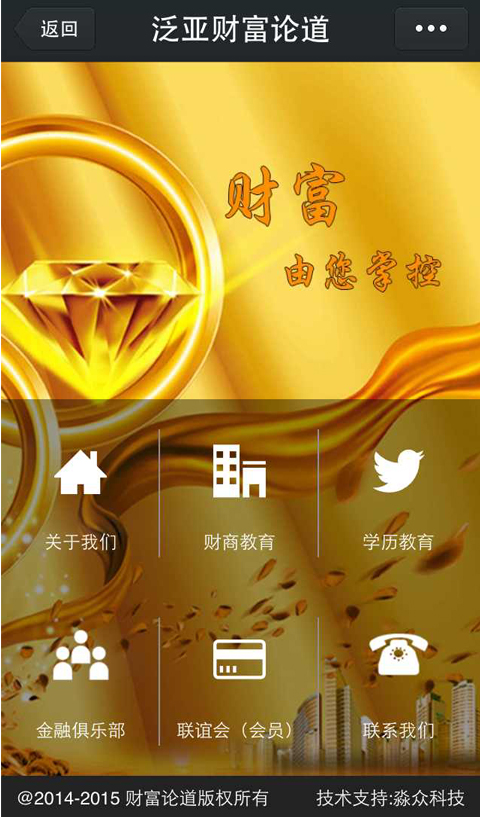 返回
泛亚财富论道
财富
由您掌控
关于我们
财商教育
学历教育
金融俱乐部
联谊会（会员）
联系我们
@2014-2015 财富论道版权所有
技术支持:淼众科技